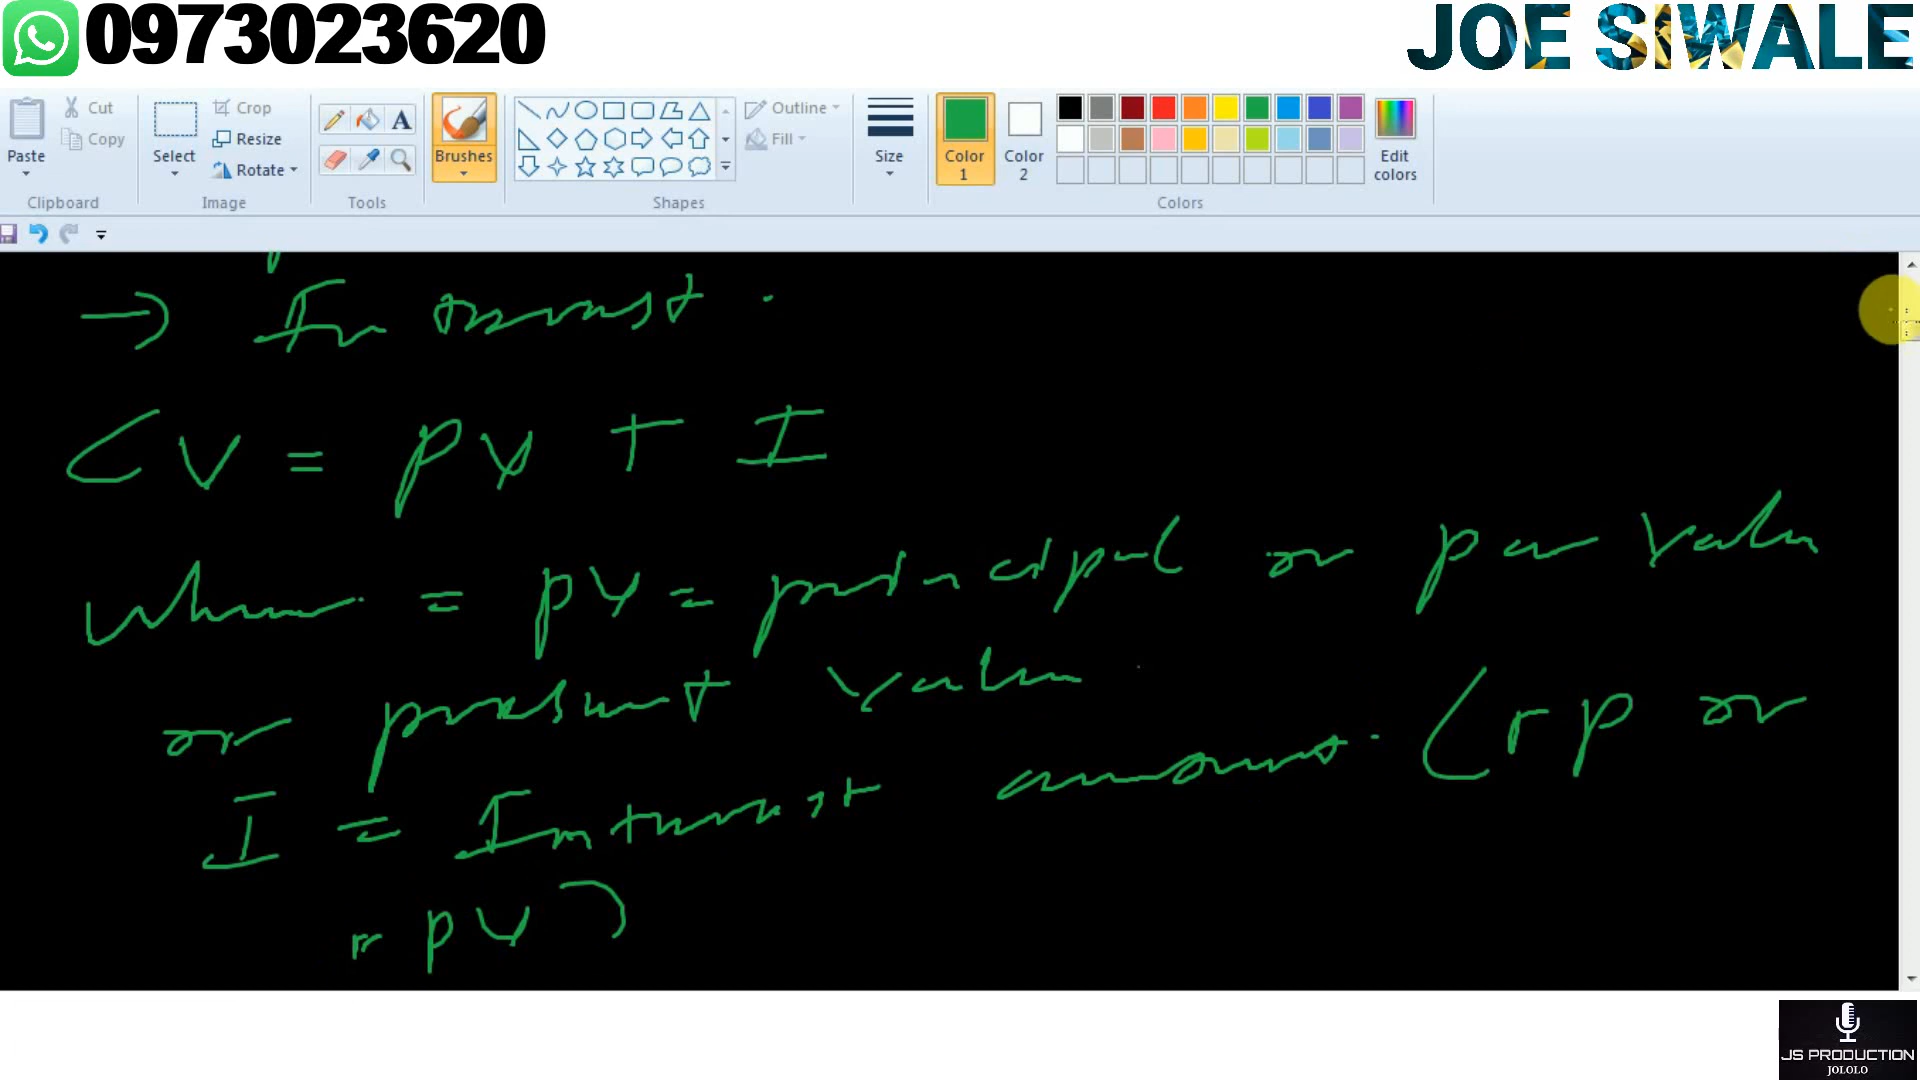 0973023620 JOE SIWALE
Paste Cut Copy Clipboard
Select Crop Resize Rotate Image
A Tools
Brushes
Shapes Outline Fill
Size
Color 1 Color 2 Edit colors Colors
→ Interest.
CV = PV + I
Where = PV = principal or par value
or present value
I = Interest amount (rp or
rPV)
JS PRODUCTION
JOLOLO